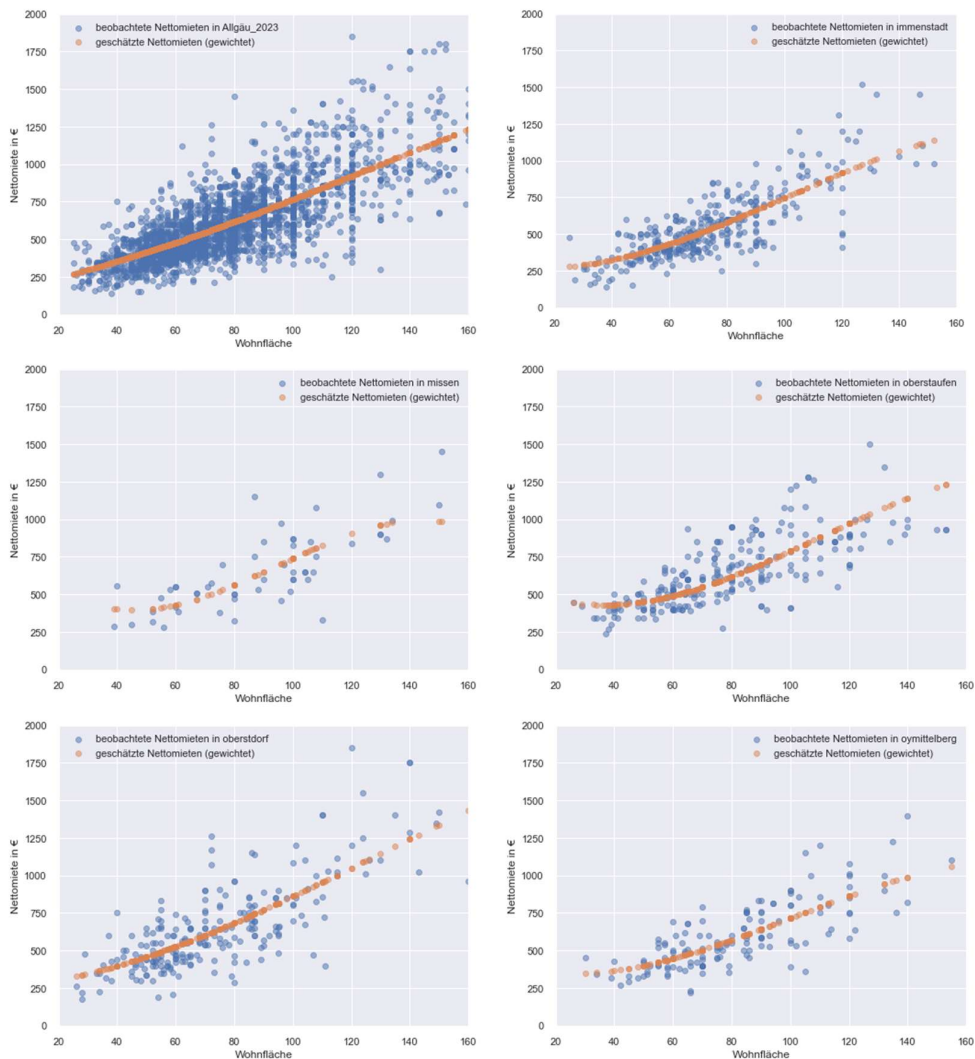 beobachtete Nettomieten in Allgäu_2023
geschätzte Nettomieten (gewichtet)
Nettomiete in €
2000
1750
1500
1250
1000
750
500
250
0
20 40 60 80 100 120 140 160
Wohnfläche
beobachtete Nettomieten in immenstadt
geschätzte Nettomieten (gewichtet)
Nettomiete in €
2000
1750
1500
1250
1000
750
500
250
0
20 40 60 80 100 120 140 160
Wohnfläche
beobachtete Nettomieten in missen
geschätzte Nettomieten (gewichtet)
Nettomiete in €
2000
1750
1500
1250
1000
750
500
250
0
20 40 60 80 100 120 140 160
Wohnfläche
beobachtete Nettomieten in oberstaufen
geschätzte Nettomieten (gewichtet)
Nettomiete in €
2000
1750
1500
1250
1000
750
500
250
0
20 40 60 80 100 120 140 160
Wohnfläche
beobachtete Nettomieten in oberstdorf
geschätzte Nettomieten (gewichtet)
Nettomiete in €
2000
1750
1500
1250
1000
750
500
250
0
20 40 60 80 100 120 140 160
Wohnfläche
beobachtete Nettomieten in oymittelberg
geschätzte Nettomieten (gewichtet)
Nettomiete in €
2000
1750
1500
1250
1000
750
500
250
0
20 40 60 80 100 120 140 160
Wohnfläche